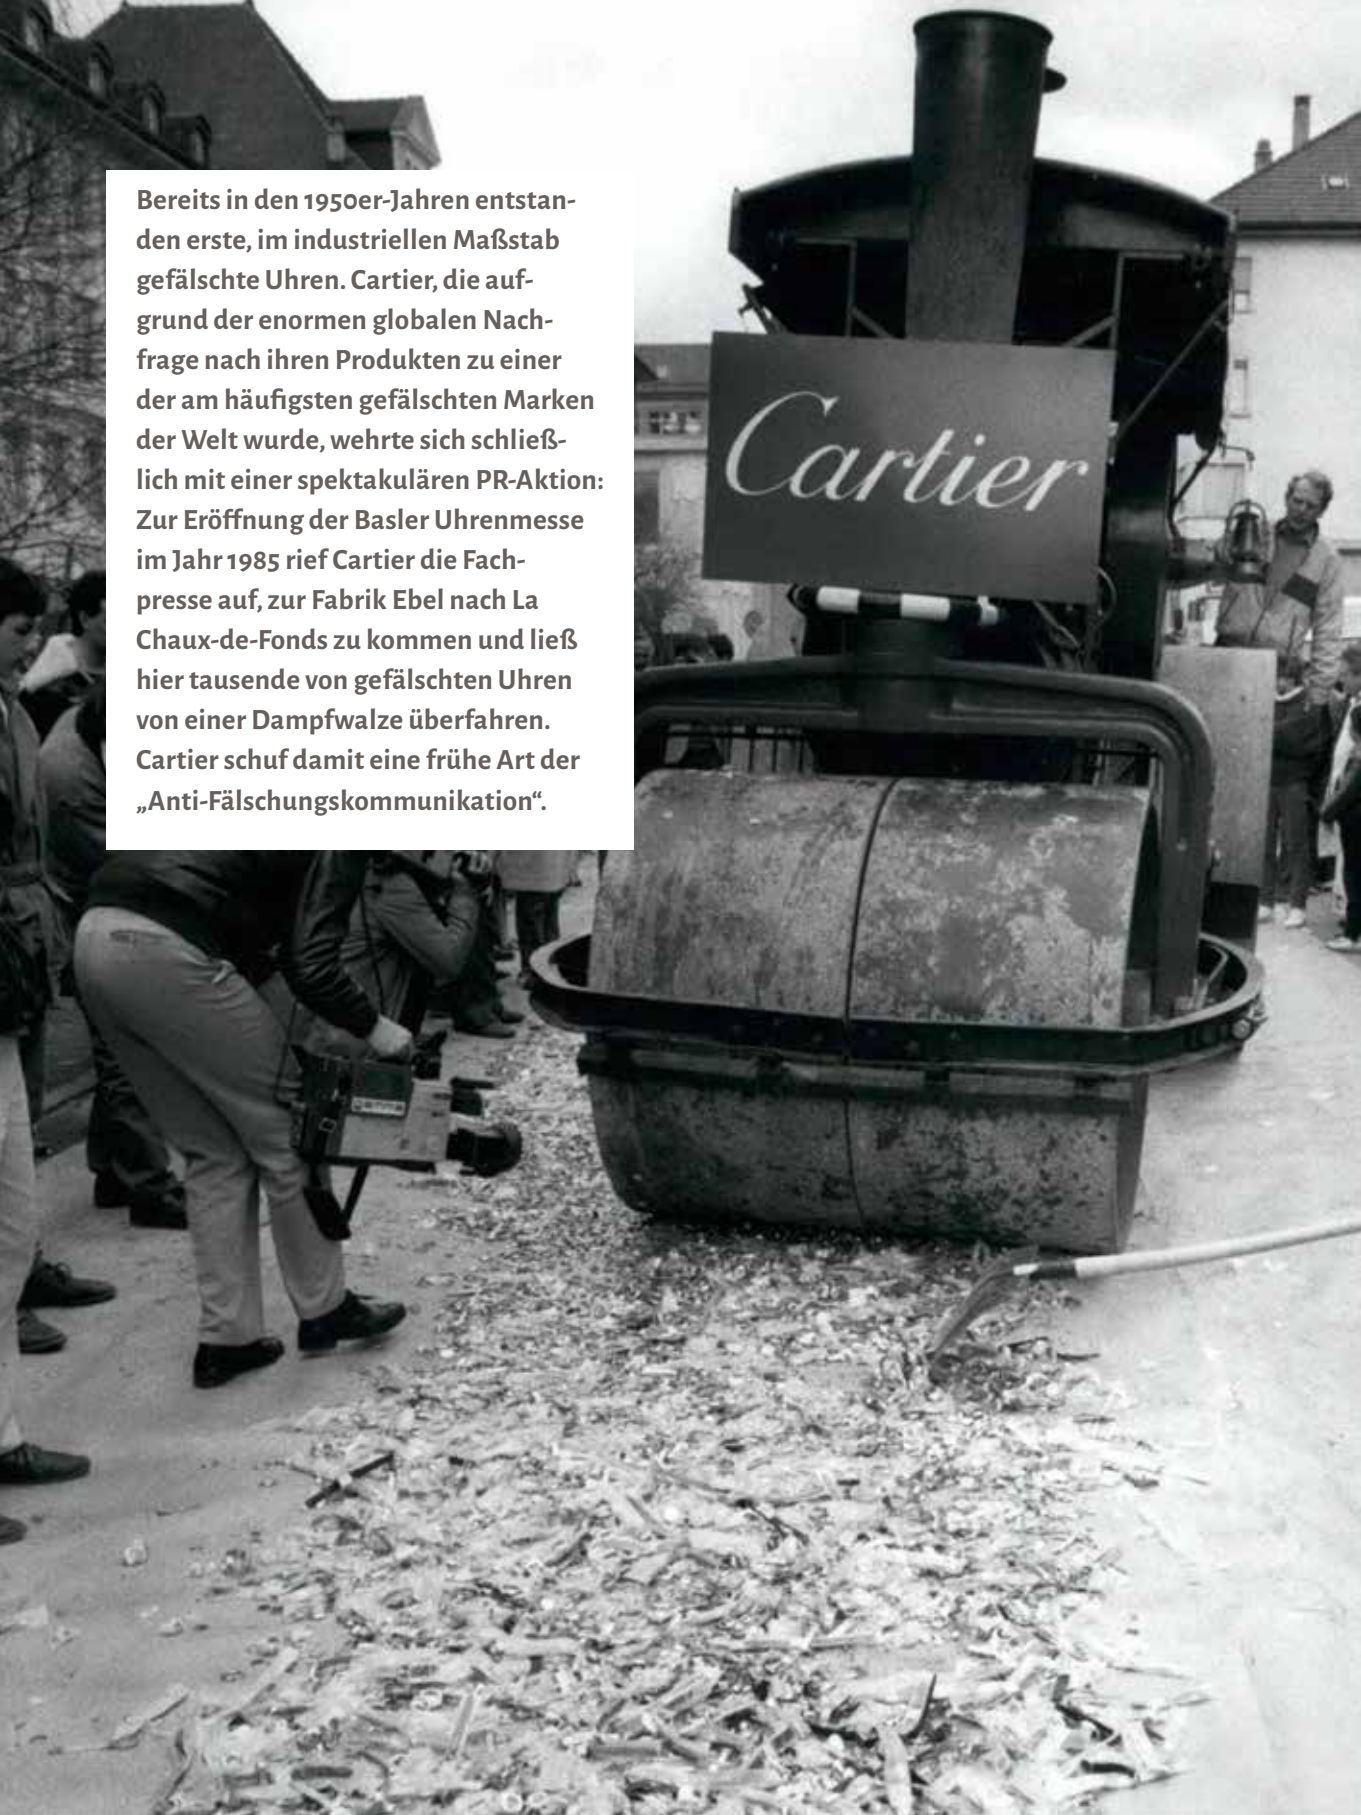 Bereits in den 1950er-Jahren entstan-
den erste, im industriellen Maßstab
gefälschte Uhren. Cartier, die auf-
grund der enormen globalen Nach-
frage nach ihren Produkten zu einer
der am häufigsten gefälschten Marken
der Welt wurde, wehrte sich schließ-
lich mit einer spektakulären PR-Aktion:
Zur Eröffnung der Basler Uhrenmesse
im Jahr 1985 rief Cartier die Fach-
presse auf, zur Fabrik Ebel nach La
Chaux-de-Fonds zu kommen und ließ
hier tausende von gefälschten Uhren
von einer Dampfwalze überfahren.
Cartier schuf damit eine frühe Art der
„Anti-Fälschungskommunikation“.
Cartier